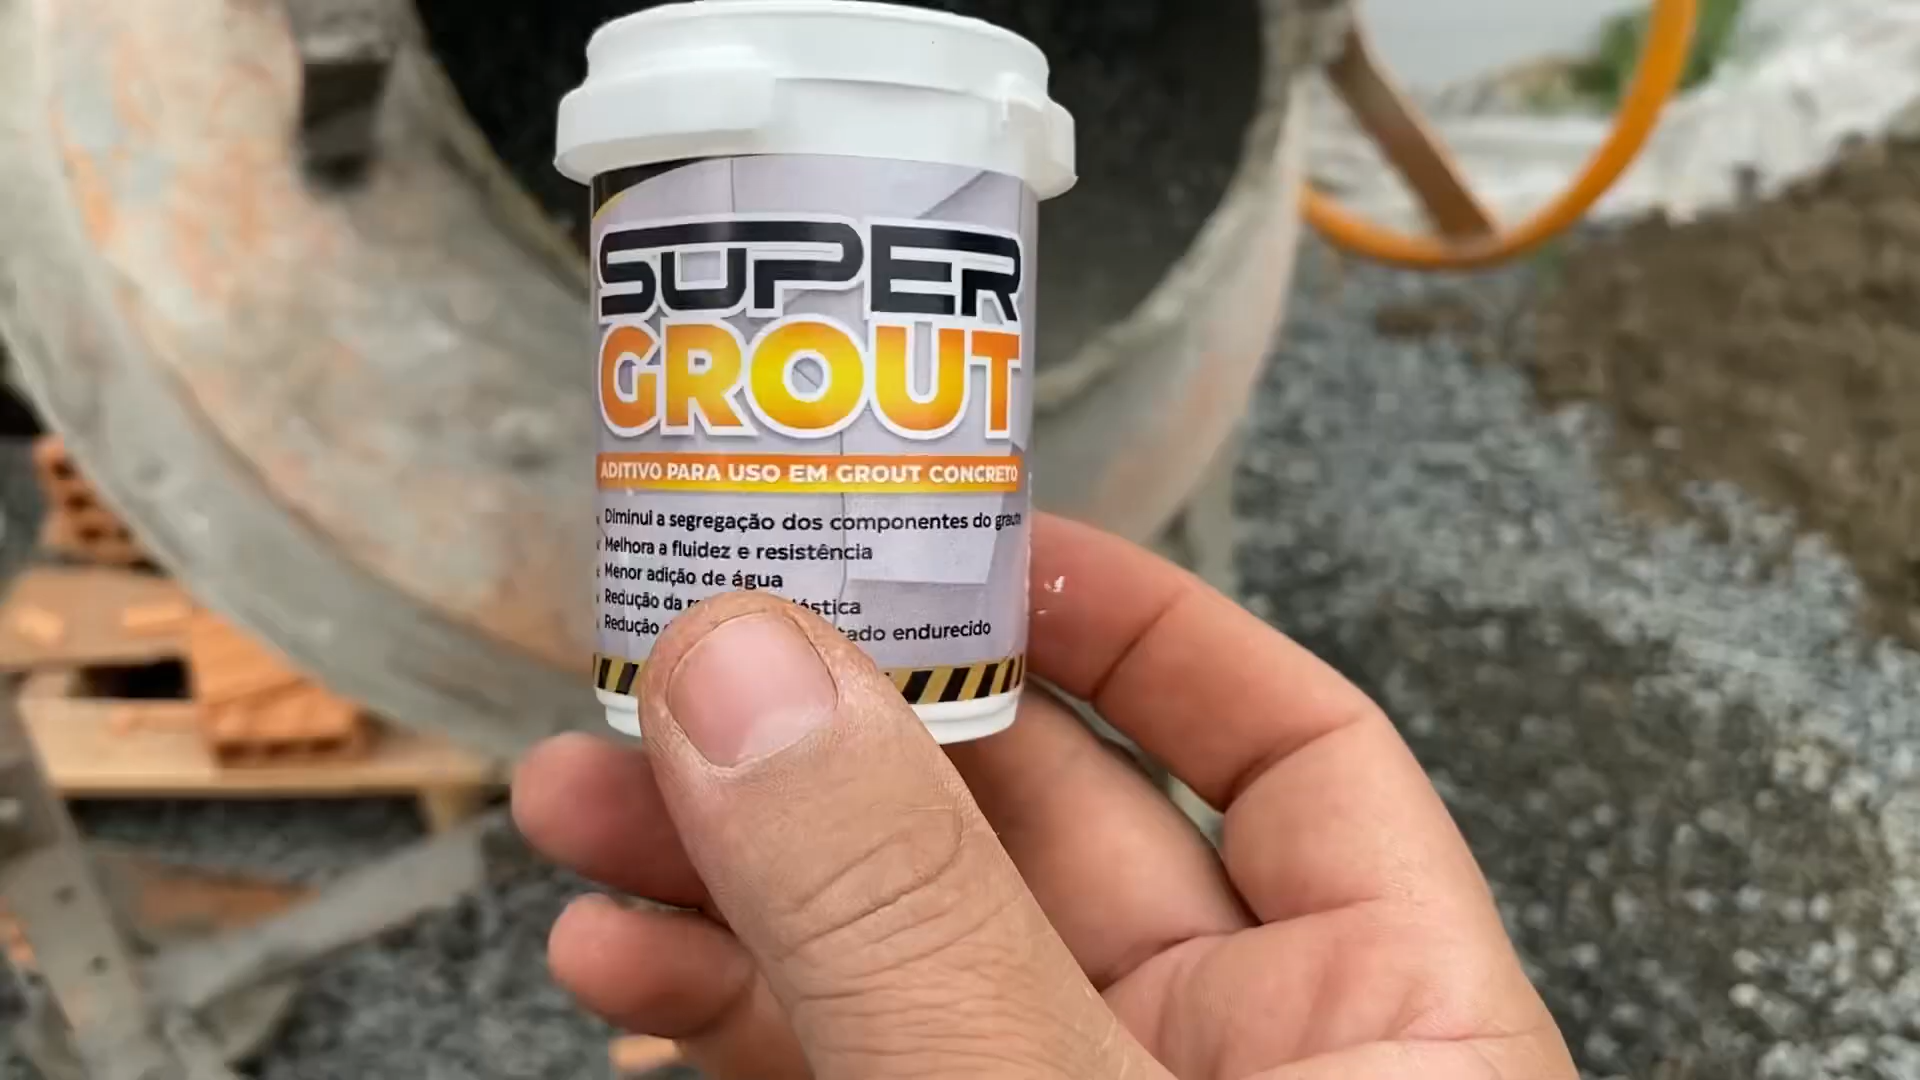 SUPER
GROUT
ADITIVO PARA USO EM GROUT CONCRETO
Diminui a segregação dos componentes do
Melhora a fluidez e resistência
Menor adição de água
Redução da
Redução endurecido